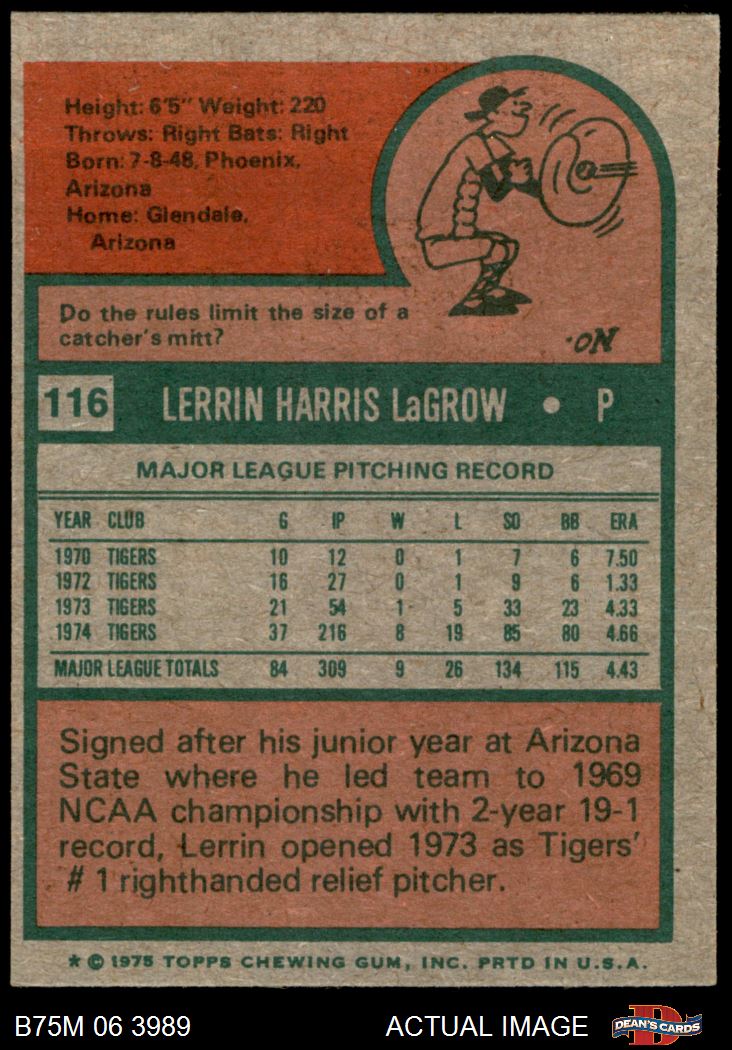 Height: 6'5" Weight: 220
Throws: Right Bats: Right
Born: 7-8-48, Phoenix,
Arizona
Home: Glendale,
Arizona
Do the rules limit the size of a
catcher's mitt?
No.
116 LERRIN HARRIS LaGROW • P
MAJOR LEAGUE PITCHING RECORD
YEAR CLUB G IP W L SO BB ERA
1970 TIGERS 10 12 0 1 7 6 7.50
1972 TIGERS 16 27 0 1 9 6 1.33
1973 TIGERS 21 54 1 5 33 23 4.33
1974 TIGERS 37 216 8 19 85 80 4.66
MAJOR LEAGUE TOTALS 84 309 9 26 134 115 4.43
Signed after his junior year at Arizona
State where he led team to 1969
NCAA championship with 2-year 19-1
record, Lerrin opened 1973 as Tigers'
# 1 righthanded relief pitcher.
* © 1975 TOPPS CHEWING GUM, INC. PRTD IN U.S.A.
B75M 06 3989 ACTUAL IMAGE DEAN'S CARDS